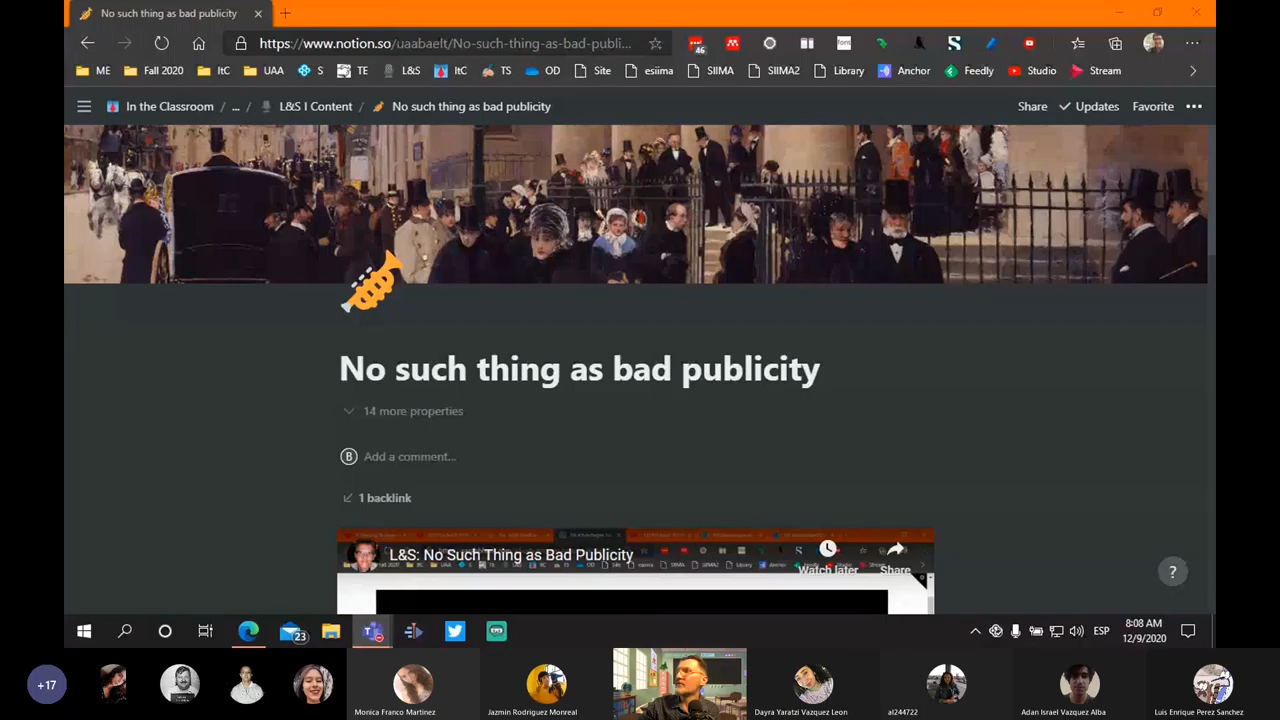 No such thing as bad publicity
https://www.notion.so/uaabaelt/No-such-thing-as-bad-publi...
46
ME
Fall 2020
ItC
UAA
S
TE
L&S
ItC
TS
OD
Site
esiima
SIIMA
SIIMA2
Library
Anchor
Feedly
Studio
Stream
In the Classroom / ... / L&S I Content / No such thing as bad publicity
Share Updates Favorite
No such thing as bad publicity
14 more properties
B Add a comment...
1 backlink
L&S: No Such Thing as Bad Publicity
Watch later
Share
?
23
ESP
8:08 AM
12/9/2020
+17
Monica Franco Martinez
Jazmin Rodriguez Monreal
Dayra Yaratzi Vazquez Leon
al244722
Adan Israel Vazquez Alba
Luis Enrique Perez Sanchez